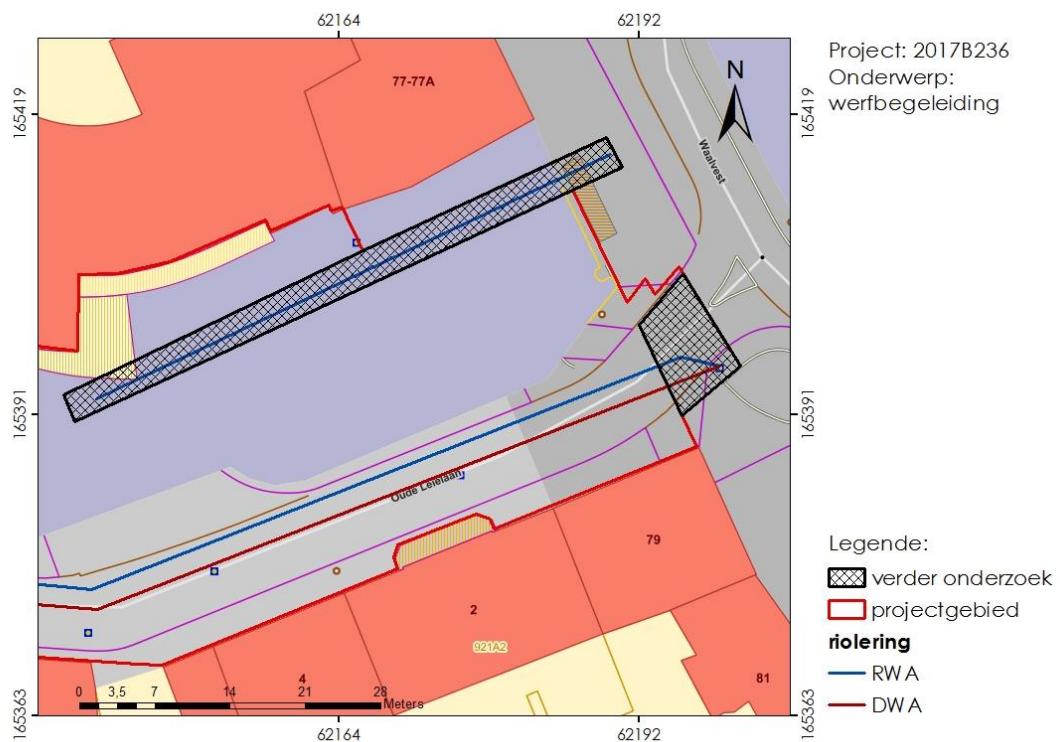 62164
62192
Project: 2017B236
Onderwerp:
werfbegeleiding
77-77A
N
165419
165419
Waalvest
165391
165391
Oude Leielaan
79
2
921A2
4
81
Legende:
verder onderzoek
projectgebied
riolering
RWA
DWA
0 3,5 7 14 21 28
Meters
165363
165363
62164
62192